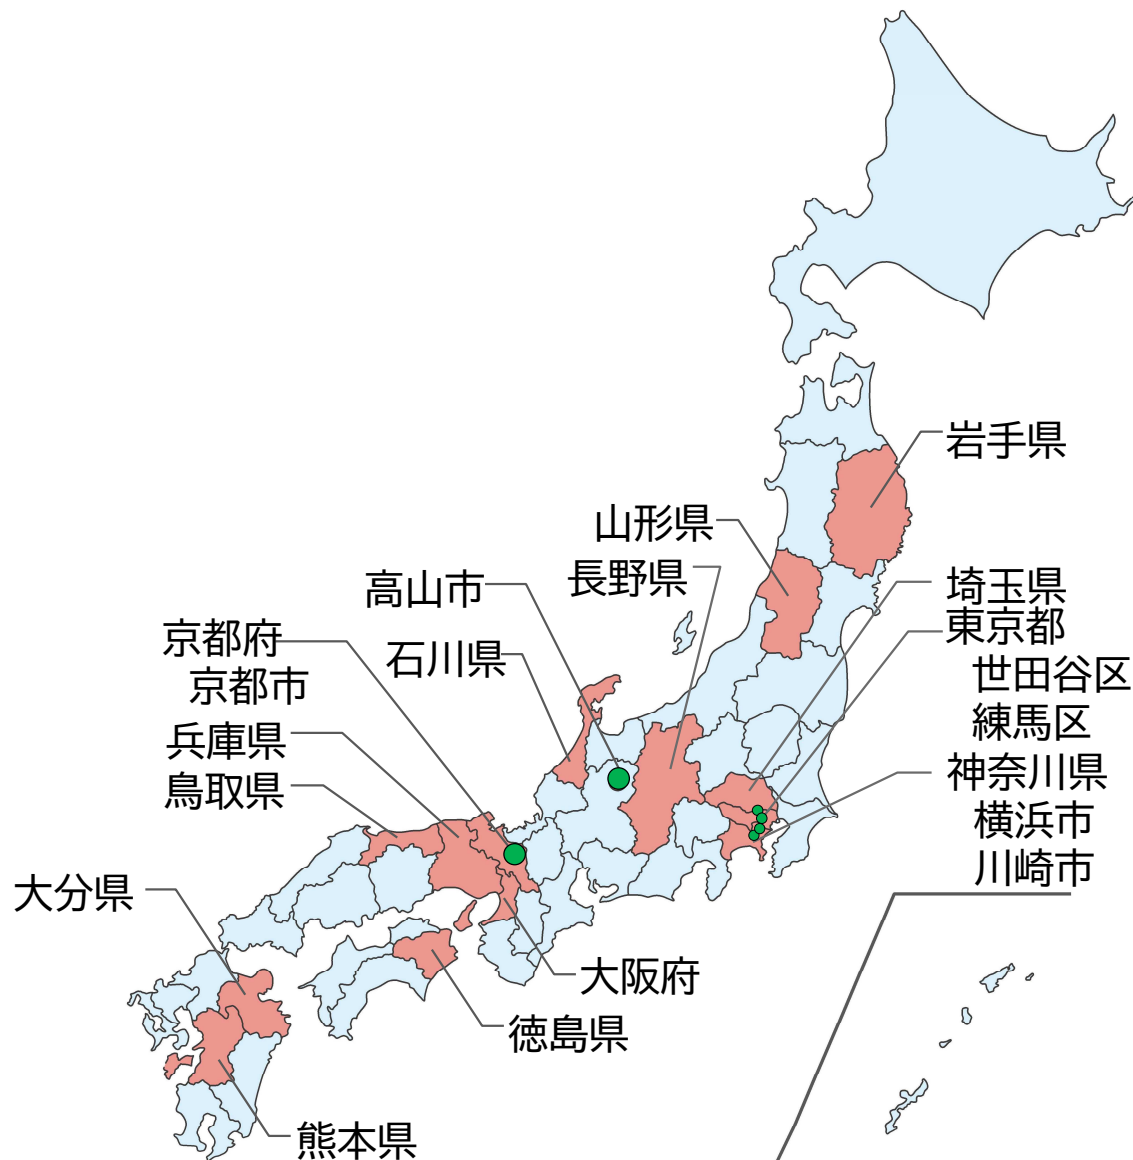 岩手県
山形県
長野県
高山市
埼玉県
京都府
京都市
石川県
東京都
世田谷区
練馬区
兵庫県
鳥取県
神奈川県
横浜市
川崎市
大分県
大阪府
徳島県
熊本県